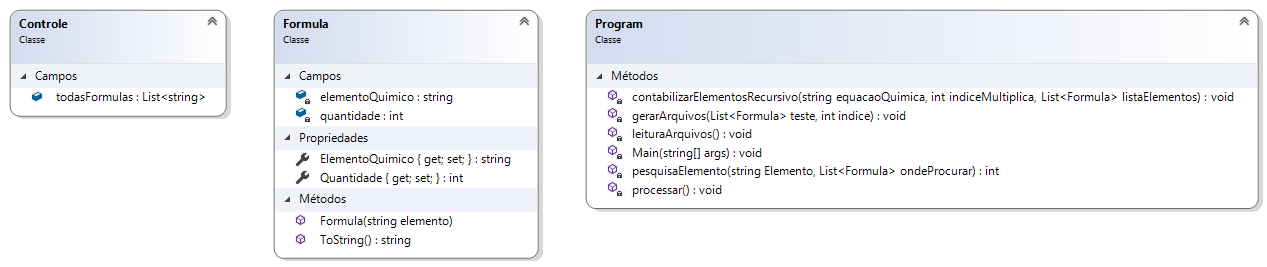 Controle
Classe
Campos
todasFormulas : List<string>
Formula
Classe
Campos
elementoQuimico : string
quantidade : int
Propriedades
ElementoQuimico { get; set; } : string
Quantidade { get; set; } : int
Métodos
Formula(string elemento)
ToString() : string
Program
Classe
Métodos
contabilizarElementosRecursivo(string equacaoQuimica, int indiceMultiplica, List<Formula> listaElementos) : void
gerarArquivos(List<Formula> teste, int indice) : void
leituraArquivos() : void
Main(string[] args) : void
pesquisaElemento(string Elemento, List<Formula> ondeProcurar) : int
processar() : void